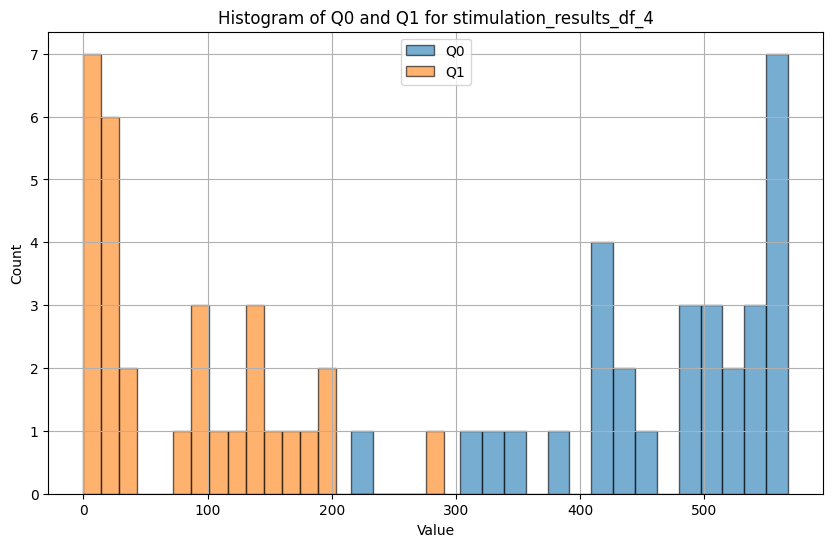 Histogram of Q0 and Q1 for stimulation_results_df_4
Q0
Q1
Count
7
6
5
4
3
2
1
0
0 100 200 300 400 500
Value